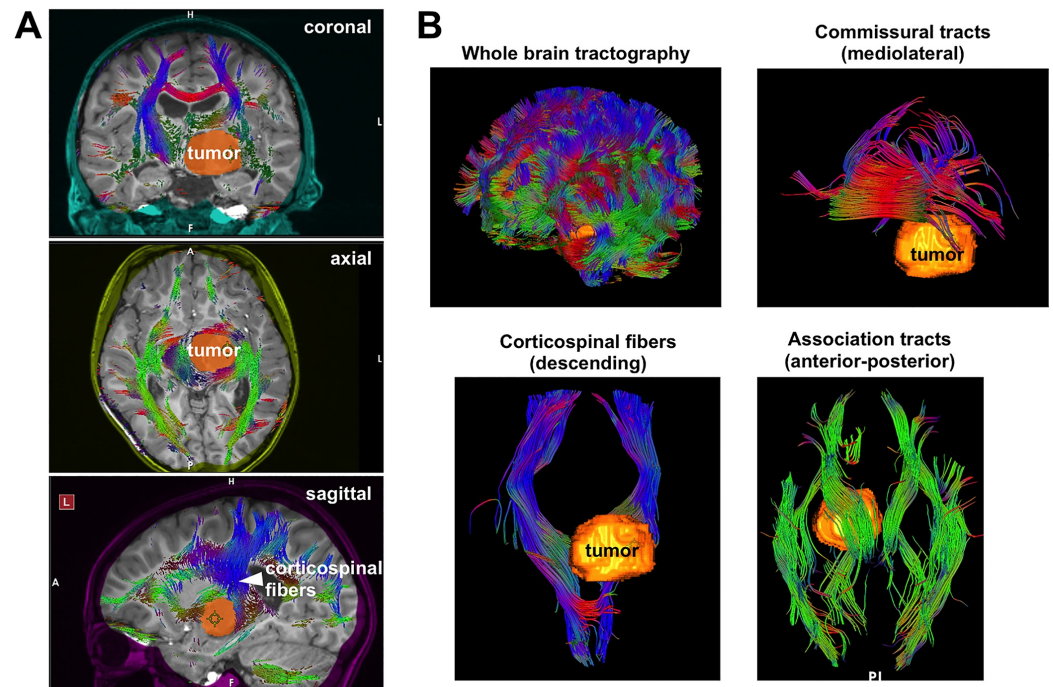 A
H
coronal
L
tumor
F
A
axial
L
tumor
P
H
sagittal
L
A
corticospinal
fibers
F
B
Whole brain tractography
Commissural tracts
(mediolateral)
tumor
Corticospinal fibers
(descending)
tumor
Association tracts
(anterior-posterior)